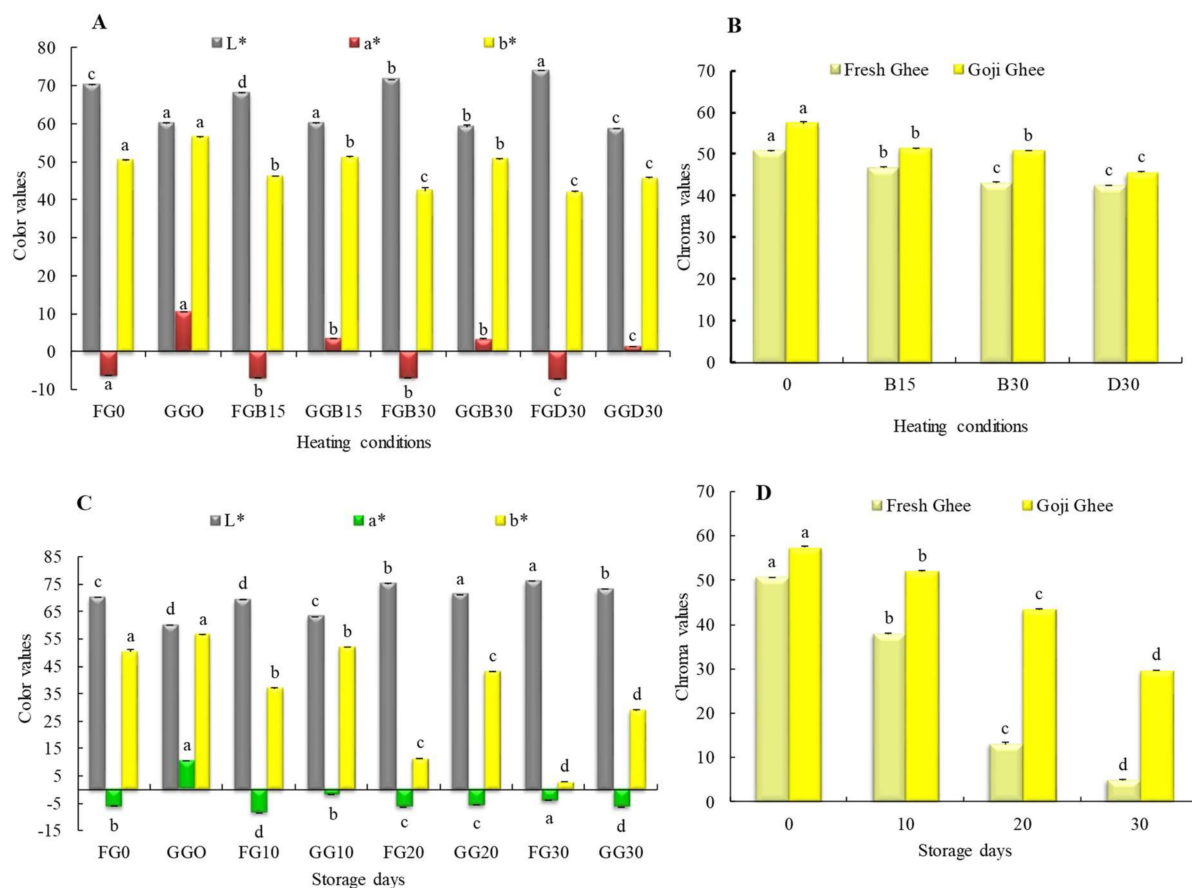 A
L*
a*
b*
80
70
60
50
40
30
20
10
0
-10
Color values
c
a
a
a
a
a
d
b
b
a
b
b
b
c
b
b
b
b
a
c
c
c
c
c
FG0
GGO
FGB15
GGB15
FGB30
GGB30
FGD30
GGD30
Heating conditions
B
Fresh Ghee
Goji Ghee
70
60
50
40
30
20
10
0
Chroma values
a
a
b
b
c
b
c
c
0
B15
B30
D30
Heating conditions
C
L*
a*
b*
85
75
65
55
45
35
25
15
5
-5
-15
Color values
c
b
a
d
a
a
d
d
b
c
b
b
b
c
c
a
c
c
a
a
d
b
d
d
FG0
GGO
FG10
GG10
FG20
GG20
FG30
GG30
Storage days
D
Fresh Ghee
Goji Ghee
70
60
50
40
30
20
10
0
Chroma values
a
a
b
b
c
c
d
d
0
10
20
30
Storage days